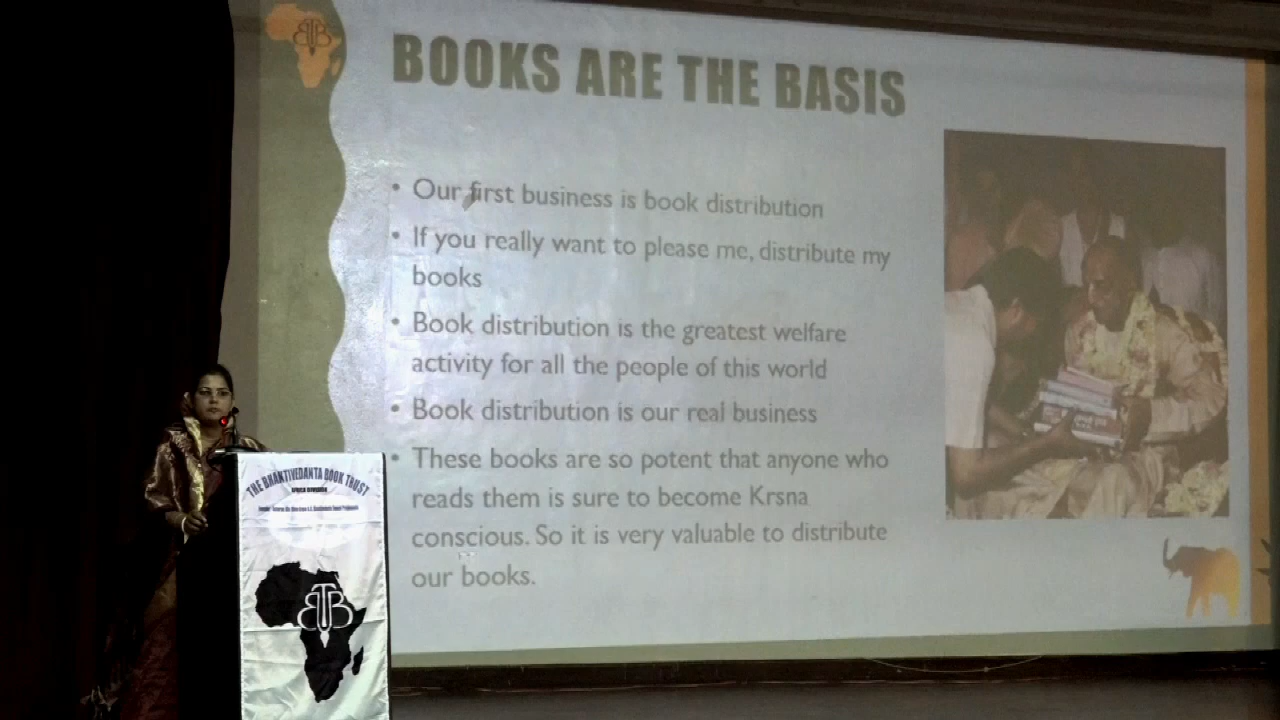 BOOKS ARE THE BASIS
• Our first business is book distribution
• If you really want to please me, distribute my
books
• Book distribution is the greatest welfare
activity for all the people of this world
• Book distribution is our real business
• These books are so potent that anyone who
reads them is sure to become Krsna
conscious. So it is very valuable to distribute
our books.
THE BHAKTIVEDANTA BOOK TRUST
AFRICA DIVISION
BBT